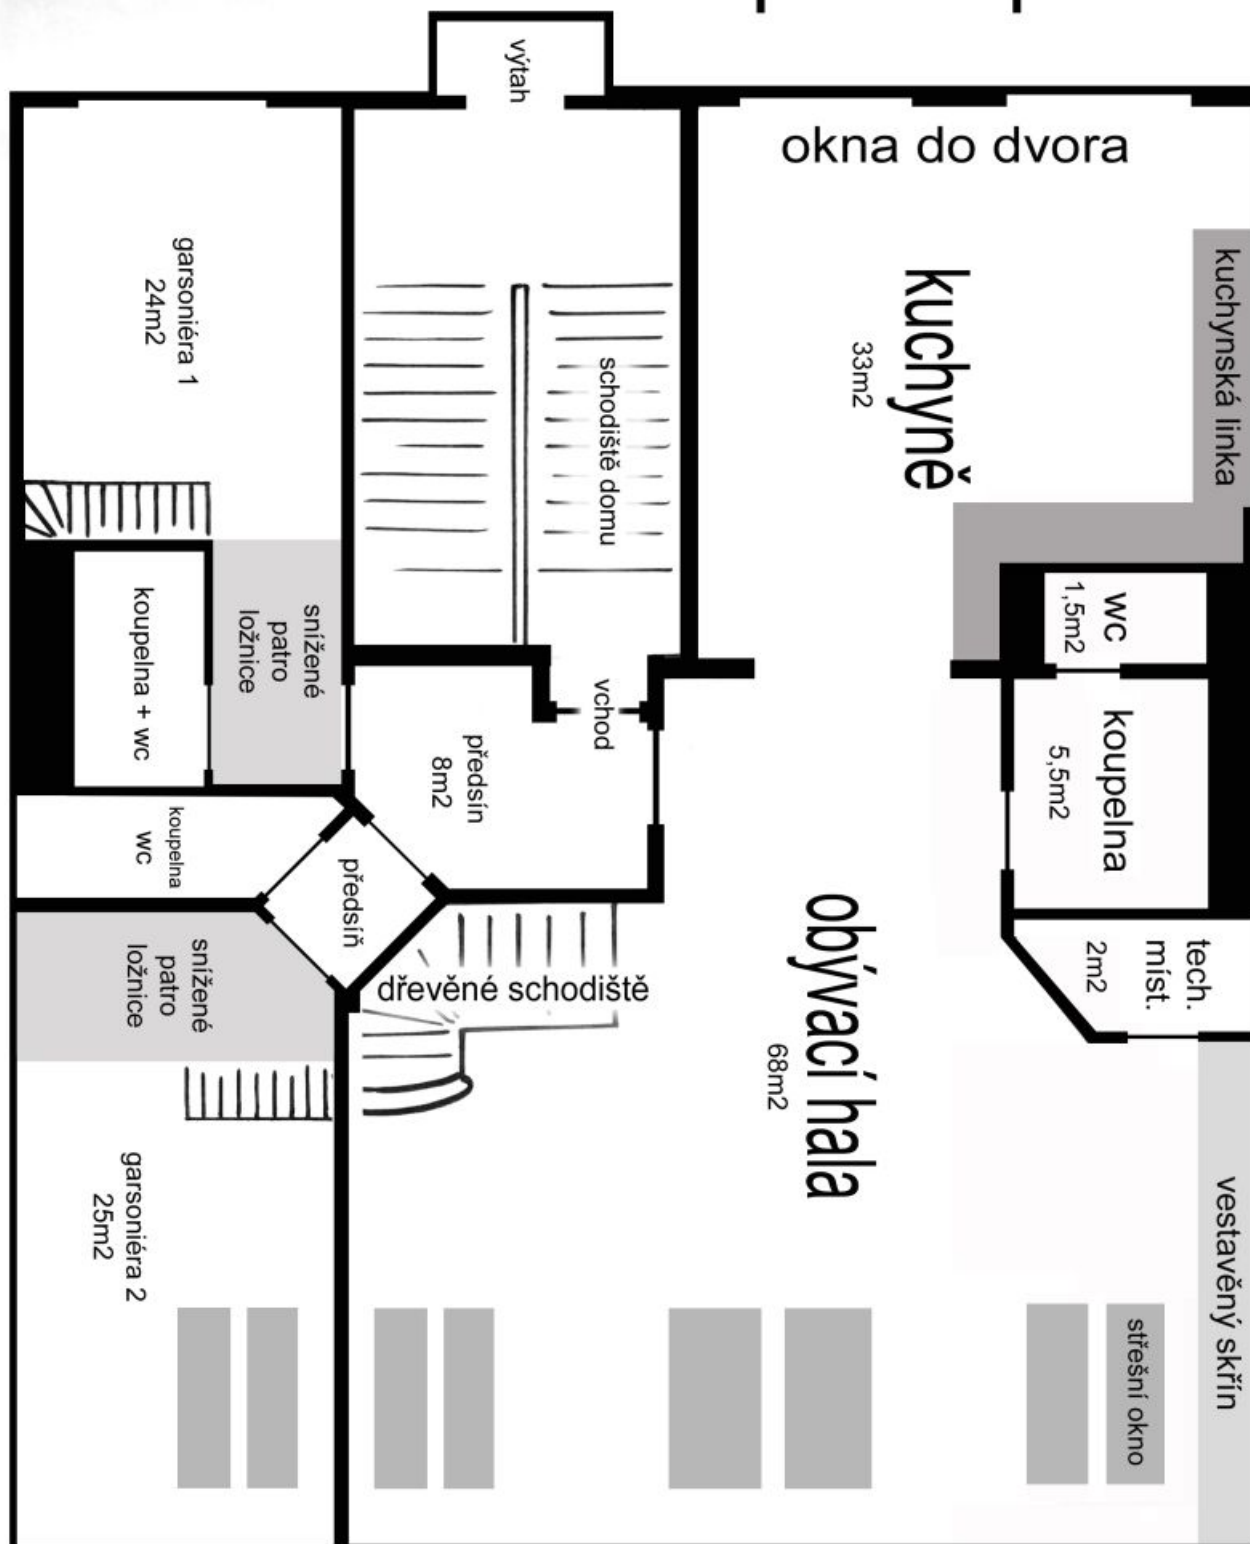 výtah
okna do dvora
garsoniéra 1
24m2
schodiště domu
kuchyně
33m2
kuchynská linka
snížené
patro
ložnice
koupelna + wc
wc
1,5m2
vchod
předsín
8m2
koupelna
5,5m2
koupelna
wc
předsíň
snížené
patro
ložnice
dřevěné schodiště
obývací hala
68m2
tech.
míst.
2m2
garsoniéra 2
25m2
vestavěný skřín
střešní okno